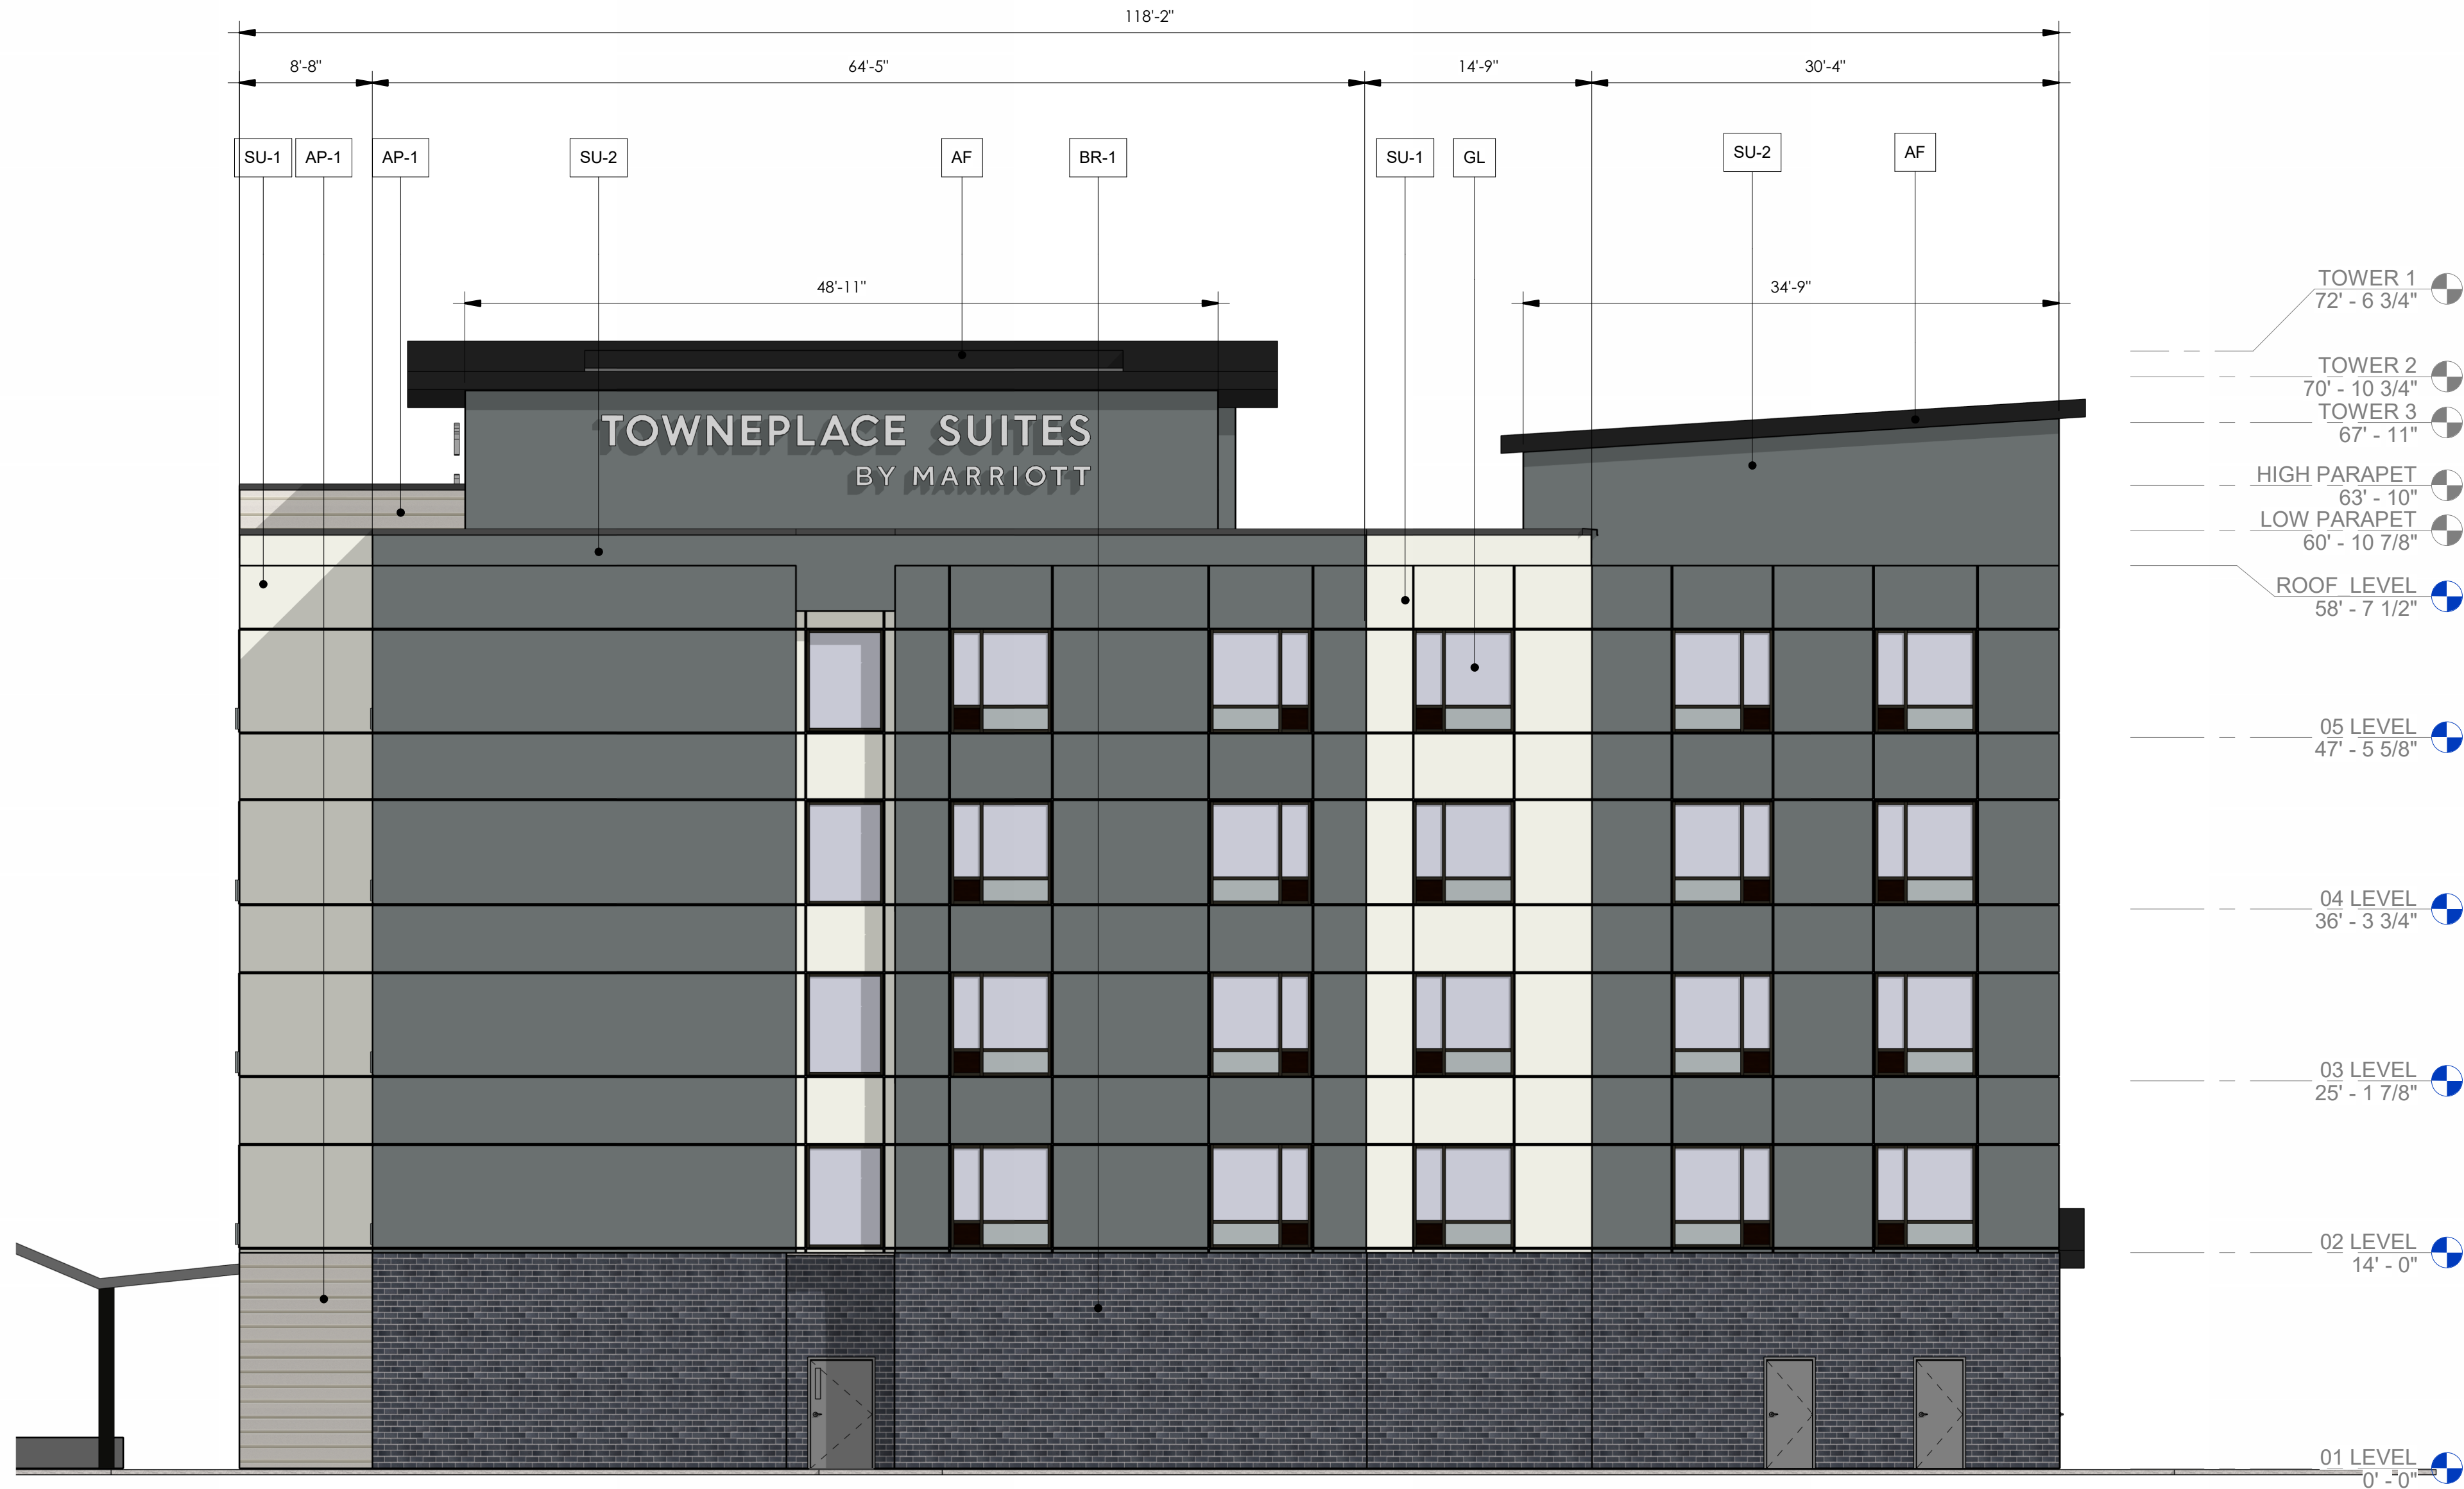 118'-2"
8'-8"
64'-5"
14'-9"
30'-4"
SU-1
AP-1
AP-1
SU-2
AF
BR-1
SU-1
GL
SU-2
AF
48'-11"
34'-9"
TOWNEPLACE SUITES
BY MARRIOTT
TOWER 1
72' - 6 3/4"
TOWER 2
70' - 10 3/4"
TOWER 3
67' - 11"
HIGH PARAPET
63' - 10"
LOW PARAPET
60' - 10 7/8"
ROOF LEVEL
58' - 7 1/2"
05 LEVEL
47' - 5 5/8"
04 LEVEL
36' - 3 3/4"
03 LEVEL
25' - 1 7/8"
02 LEVEL
14' - 0"
01 LEVEL
0' - 0"